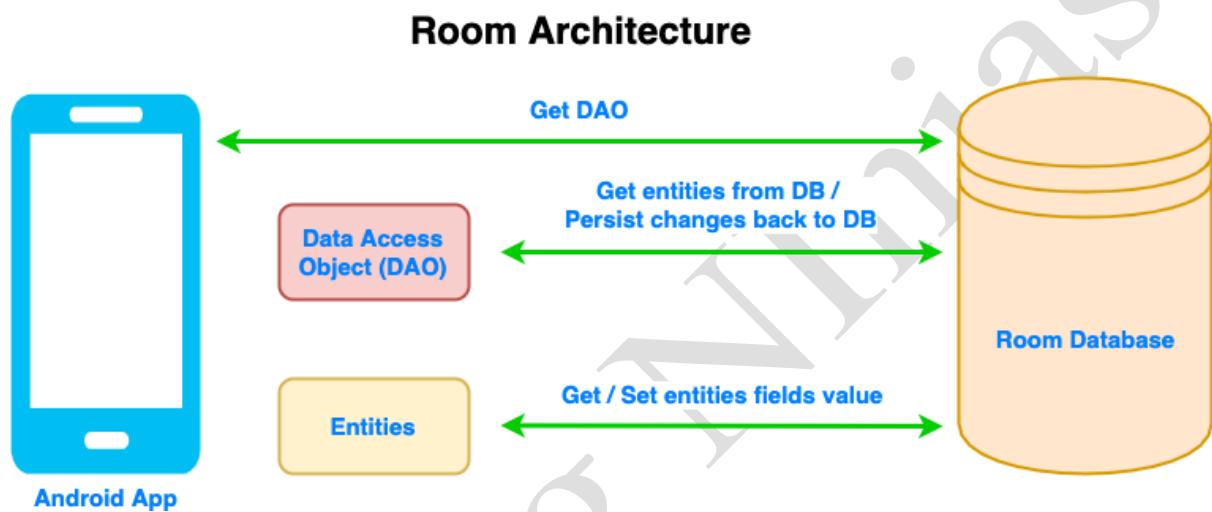 Room Architecture
Get DAO
Get entities from DB /
Persist changes back to DB
Data Access
Object (DAO)
Room Database
Get / Set entities fields value
Entities
Android App